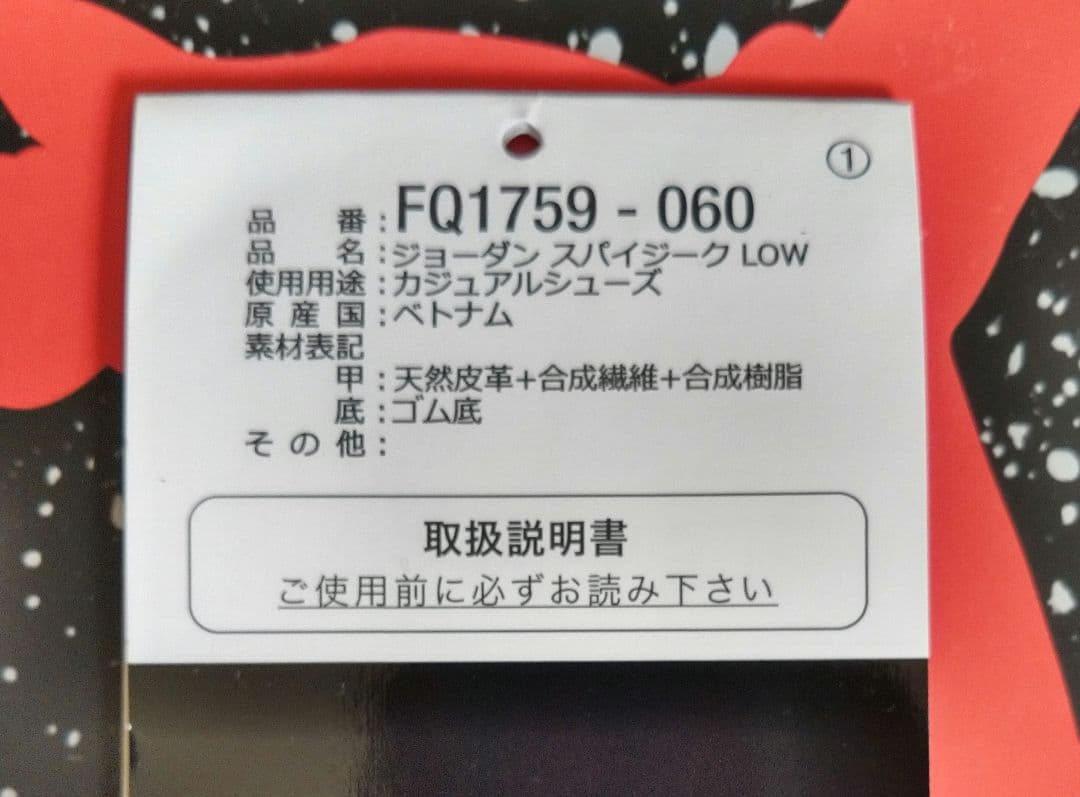 ①
品番：FQ1759 - 060
品名：ジョーダン スパイジーク LOW
使用用途：カジュアルシューズ
原産国：ベトナム
素材表記
甲：天然皮革+合成繊維+合成樹脂
底：ゴム底
その他：
取扱説明書
ご使用前に必ずお読み下さい